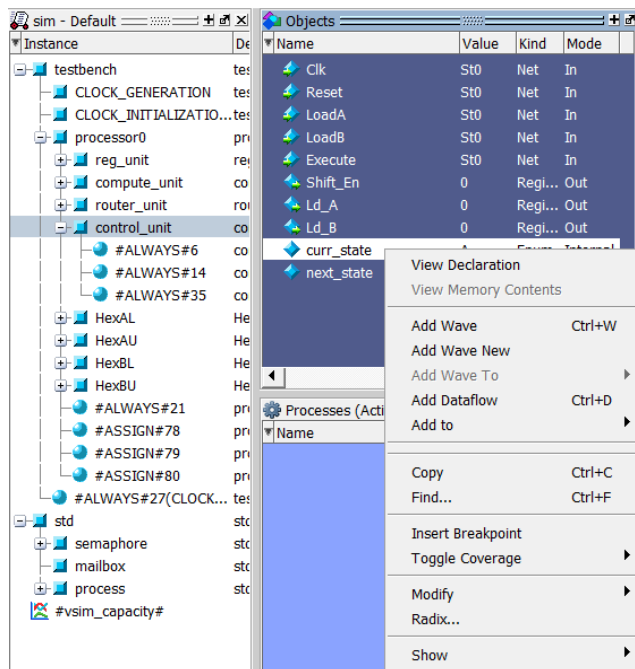 sim - Default
Instance De
testbench tes
CLOCK_GENERATION tes
CLOCK_INITIALIZATIO...tes
processor0 pro
reg_unit reg
compute_unit co
router_unit rou
control_unit co
#ALWAYS#6 co
#ALWAYS#14 co
#ALWAYS#35 co
HexAL He
HexAU He
HexBL He
HexBU He
#ALWAYS#21 pro
#ASSIGN#78 pro
#ASSIGN#79 pro
#ASSIGN#80 pro
#ALWAYS#27(CLOCK... tes
std std
semaphore std
mailbox std
process std
#vsim_capacity#
Objects
Name Value Kind Mode
Clk St0 Net In
Reset St0 Net In
LoadA St0 Net In
LoadB St0 Net In
Execute St0 Net In
Shift_En 0 Regi... Out
Ld_A 0 Regi... Out
Ld_B 0 Regi... Out
curr_state A Enum Internal
next_state
Processes (Acti
Name
View Declaration
View Memory Contents
Add Wave Ctrl+W
Add Wave New
Add Wave To
Add Dataflow Ctrl+D
Add to
Copy Ctrl+C
Find... Ctrl+F
Insert Breakpoint
Toggle Coverage
Modify
Radix...
Show